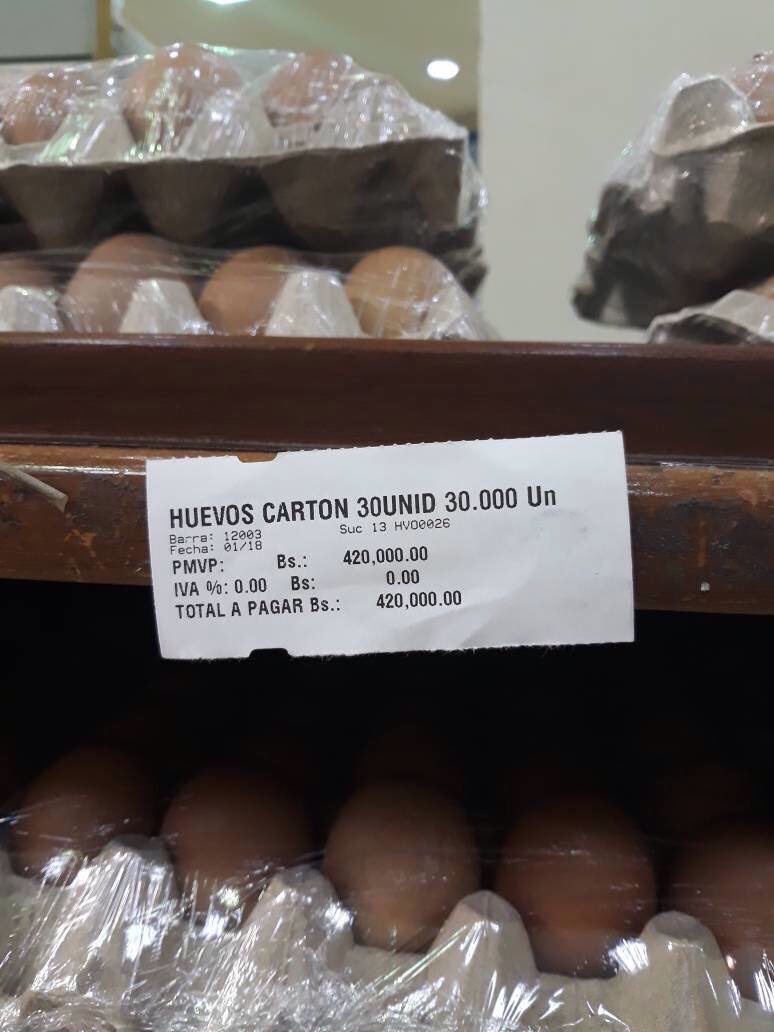 HUEVOS CARTON 30UNID 30.000 Un
Barra: 12003 Suc 13 HVO0026
Fecha: 01/18
PMVP: Bs.: 420,000.00
IVA %: 0.00 Bs: 0.00
TOTAL A PAGAR Bs.: 420,000.00